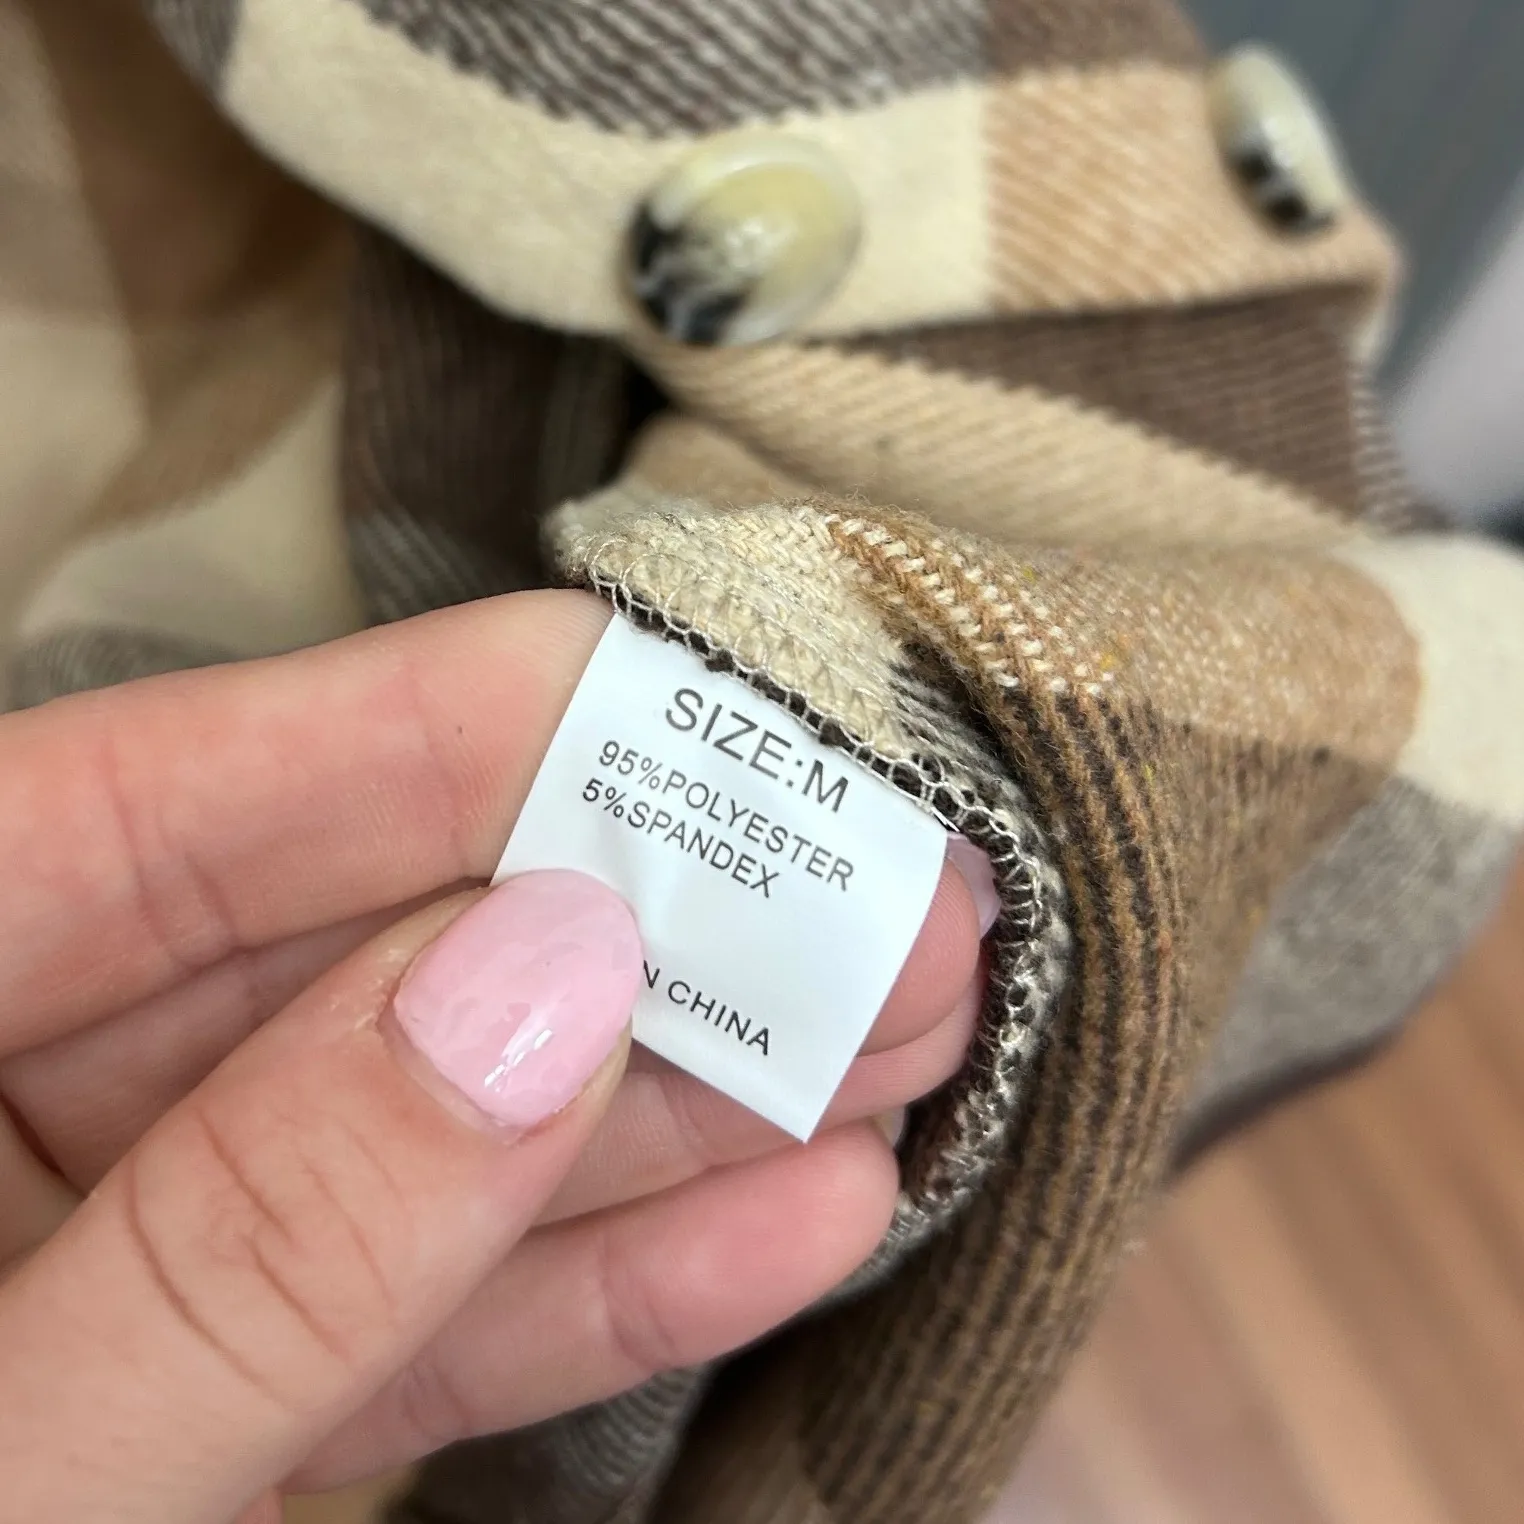 SIZE:M
95%POLYESTER
5%SPANDEX
N CHINA